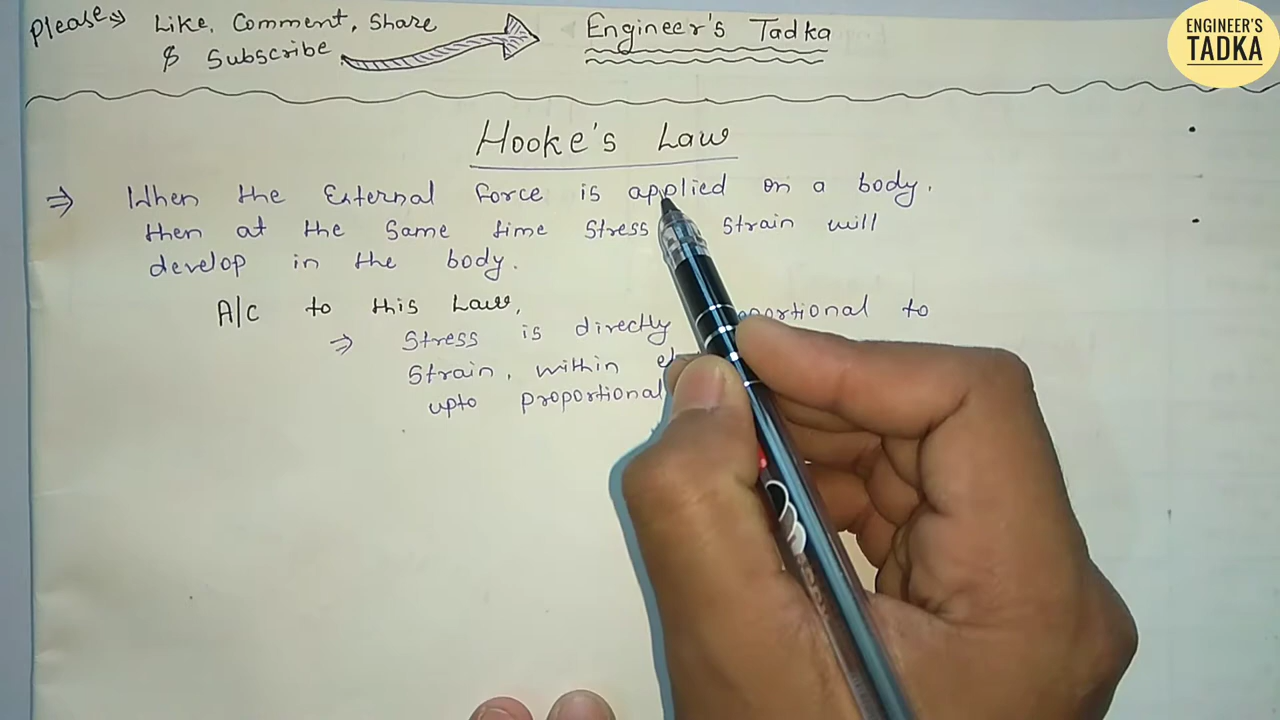 Please⇒ Like, Comment, Share
& Subscribe
Engineer's Tadka
ENGINEER'S
TADKA
Hooke's Law
⇒ When the External force is applied on a body.
then at the same time stress strain will
develop in the body.
A/c to this Law,
⇒ Stress is directly to
strain, within
upto proportional